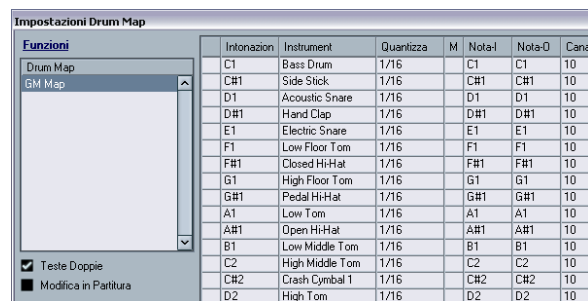 Impostazioni Drum Map
Funzioni
Drum Map
GM Map
Teste Doppie
Modifica in Partitura
Intonazion Instrument Quantizza M Nota-I Nota-O Cana
C1 Bass Drum 1/16 C1 C1 10
C#1 Side Stick 1/16 C#1 C#1 10
D1 Acoustic Snare 1/16 D1 D1 10
D#1 Hand Clap 1/16 D#1 D#1 10
E1 Electric Snare 1/16 E1 E1 10
F1 Low Floor Tom 1/16 F1 F1 10
F#1 Closed Hi-Hat 1/16 F#1 F#1 10
G1 High Floor Tom 1/16 G1 G1 10
G#1 Pedal Hi-Hat 1/16 G#1 G#1 10
A1 Low Tom 1/16 A1 A1 10
A#1 Open Hi-Hat 1/16 A#1 A#1 10
B1 Low Middle Tom 1/16 B1 B1 10
C2 High Middle Tom 1/16 C2 C2 10
C#2 Crash Cymbal 1 1/16 C#2 C#2 10
D2 High Tom 1/16 D2 D2 10